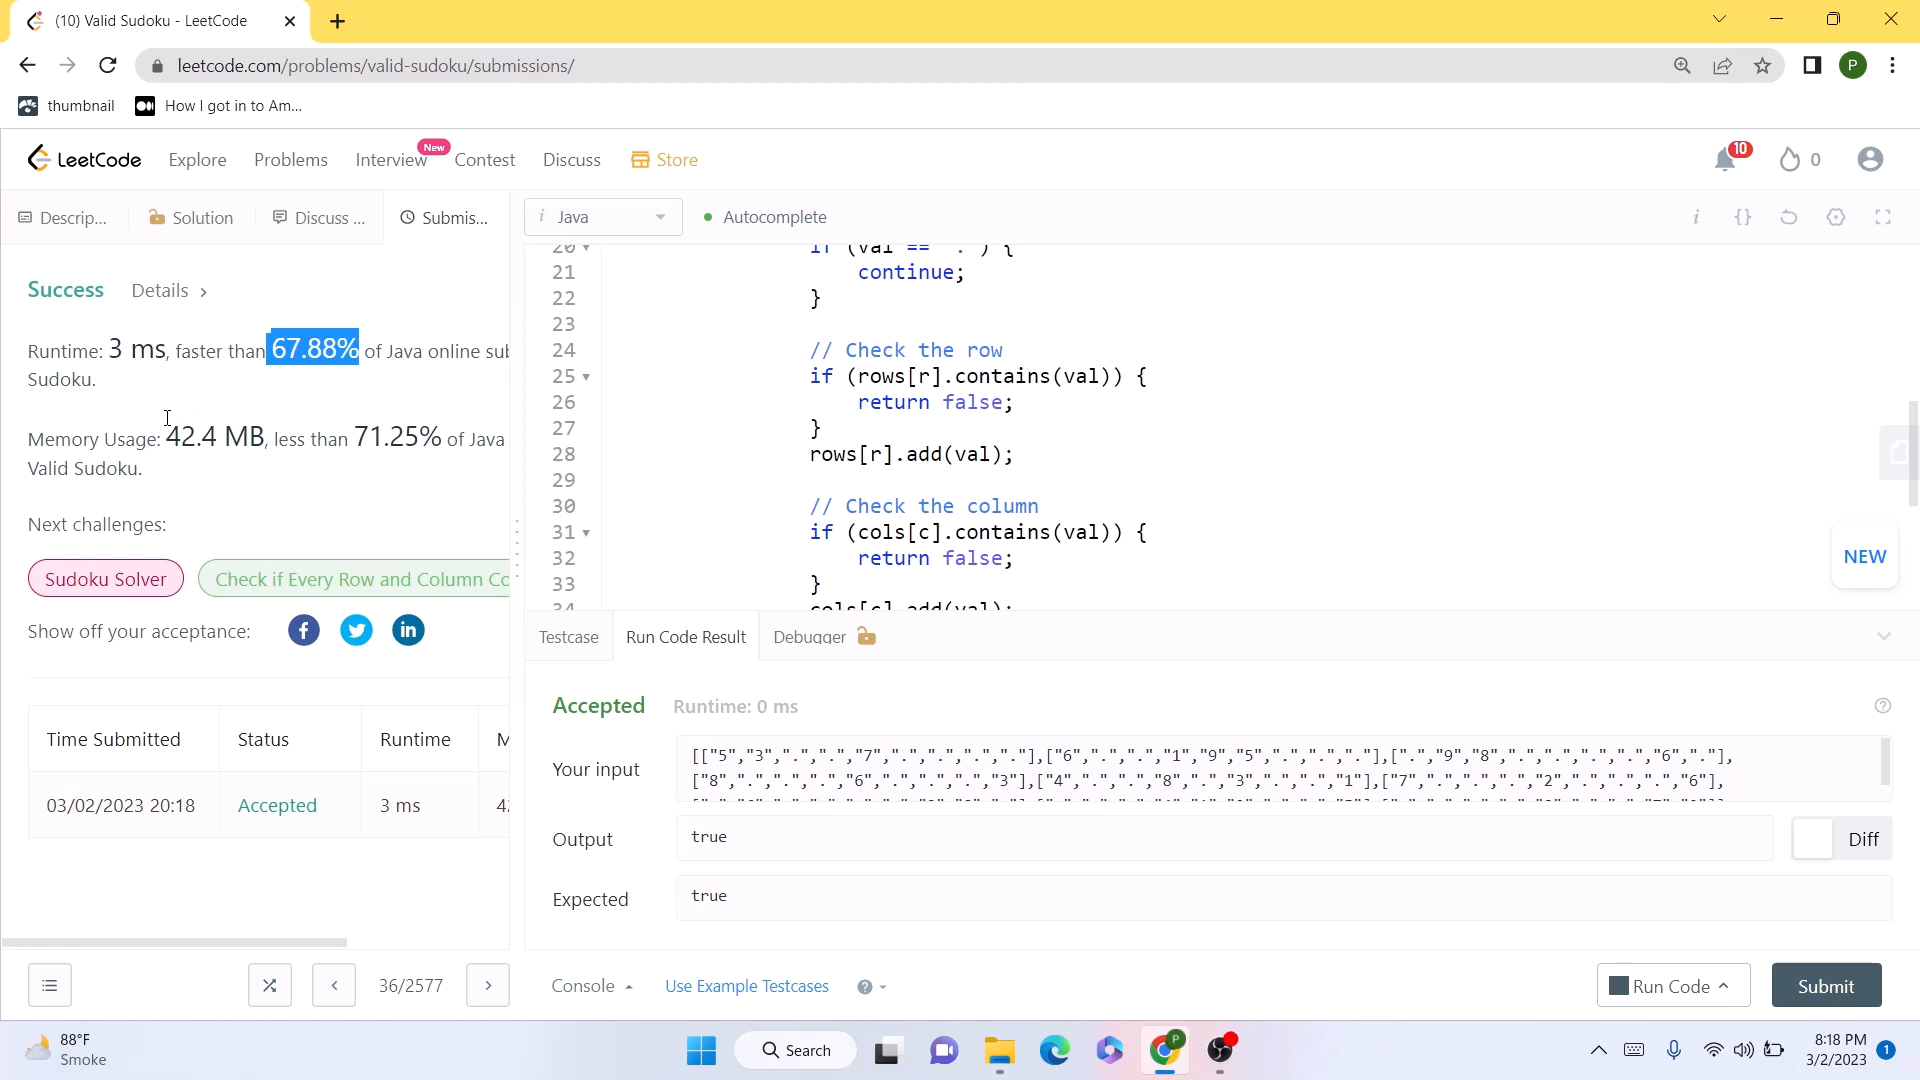 (10) Valid Sudoku - LeetCode
leetcode.com/problems/valid-sudoku/submissions/
P
thumbnail
How I got in to Am...
LeetCode
Explore
Problems
Interview
New
Contest
Discuss
Store
10
0
Descrip...
Solution
Discuss ...
Submis...
i Java
Autocomplete
Success
Details >
Runtime: 3 ms, faster than 67.88% of Java online sub
Sudoku.
Memory Usage: 42.4 MB, less than 71.25% of Java
Valid Sudoku.
Next challenges:
Sudoku Solver
Check if Every Row and Column Co
Show off your acceptance:
Time Submitted
Status
Runtime
M
03/02/2023 20:18
Accepted
3 ms
42
36/2577
20 if (val == '.') {
21 continue;
22 }
23
24 // Check the row
25 if (rows[r].contains(val)) {
26 return false;
27 }
28 rows[r].add(val);
29
30 // Check the column
31 if (cols[c].contains(val)) {
32 return false;
33 }
34 cols[c].add(val);
NEW
Testcase
Run Code Result
Debugger
Accepted
Runtime: 0 ms
Your input
[["5","3",".",".","7",".",".",".","."],["6",".",".","1","9","5",".",".","."],[".","9","8",".",".",".",".","6","."],
["8",".",".",".","6",".",".",".","3"],["4",".",".","8",".","3",".",".","1"],["7",".",".",".","2",".",".",".","6"],
Output
true
Diff
Expected
true
Console
Use Example Testcases
Run Code
Submit
88°F
Smoke
Search
P
8:18 PM
3/2/2023
1